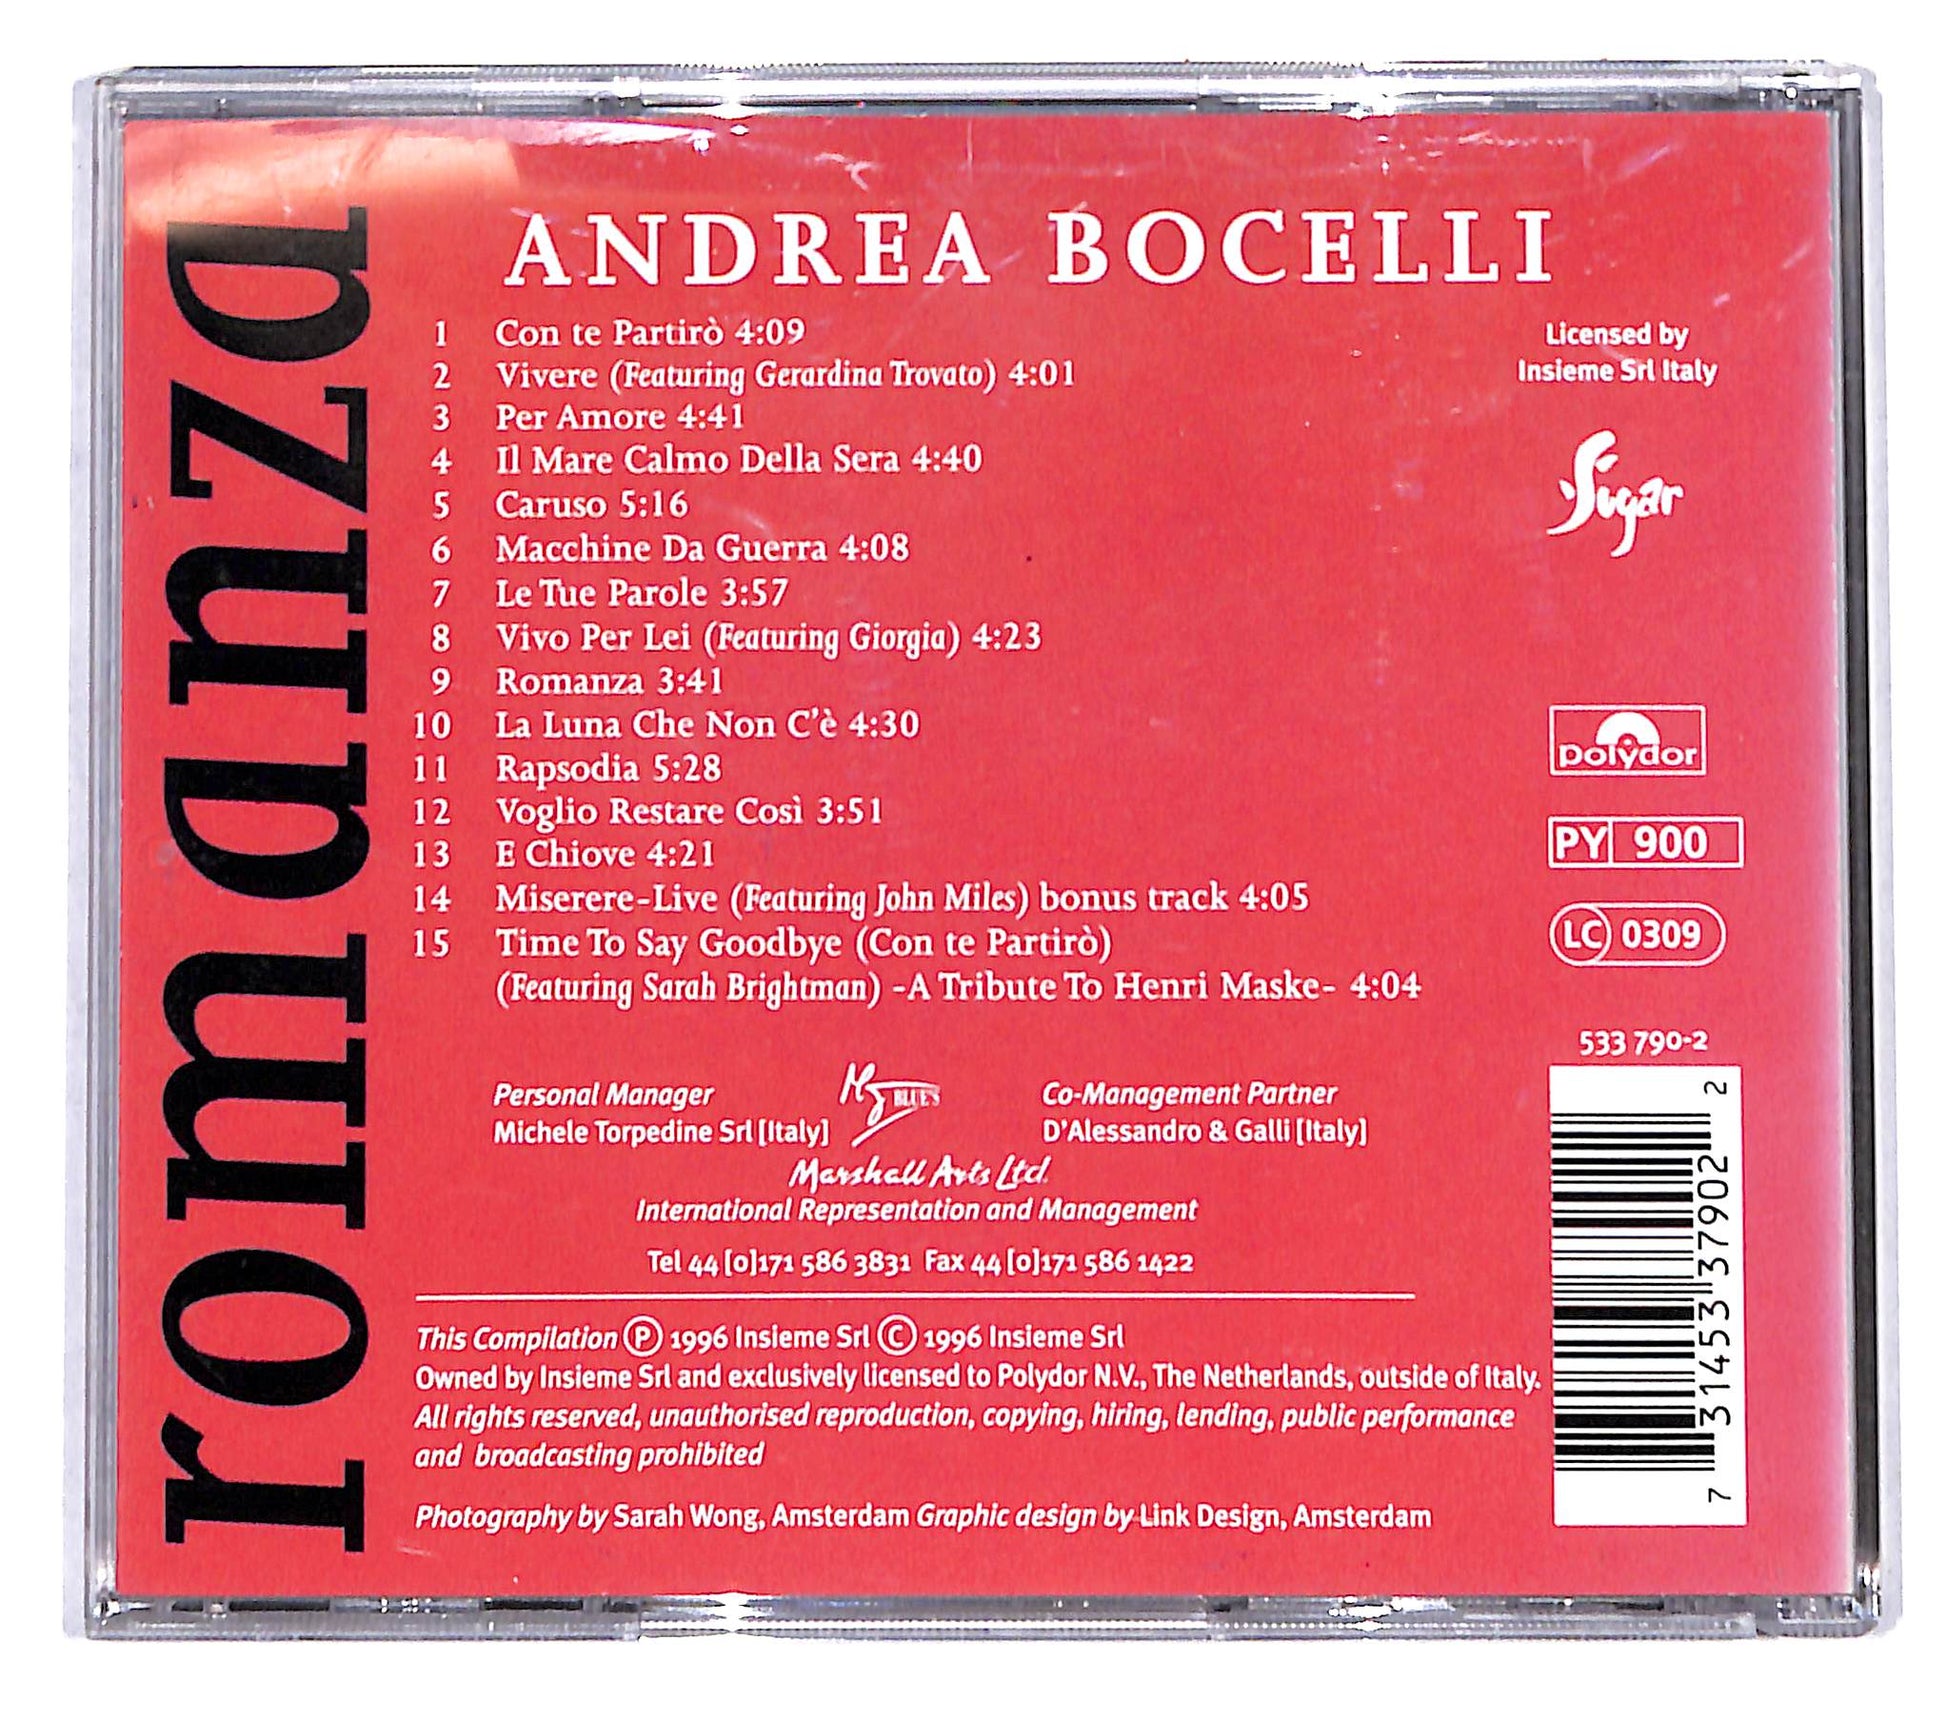 romanza
ANDREA BOCELLI
1 Con te Partirò 4:09
2 Vivere (Featuring Gerardina Trovato) 4:01
3 Per Amore 4:41
4 Il Mare Calmo Della Sera 4:40
5 Caruso 5:16
6 Macchine Da Guerra 4:08
7 Le Tue Parole 3:57
8 Vivo Per Lei (Featuring Giorgia) 4:23
9 Romanza 3:41
10 La Luna Che Non C'è 4:30
11 Rapsodia 5:28
12 Voglio Restare Così 3:51
13 E Chiove 4:21
14 Miserere-Live (Featuring John Miles) bonus track 4:05
15 Time To Say Goodbye (Con te Partirò)
(Featuring Sarah Brightman) -A Tribute To Henri Maske- 4:04
Licensed by
Insieme Srl Italy
Sugar
Polydor
PY 900
LC 0309
533 790-2
7 31453 37902 2
Personal Manager
Michele Torpedine Srl [Italy]
BLUE'S
Co-Management Partner
D'Alessandro & Galli [Italy]
Marshall Arts Ltd.
International Representation and Management
Tel 44 [0]171 586 3831 Fax 44 [0]171 586 1422
This Compilation Ⓟ 1996 Insieme Srl Ⓒ 1996 Insieme Srl
Owned by Insieme Srl and exclusively licensed to Polydor N.V., The Netherlands, outside of Italy.
All rights reserved, unauthorised reproduction, copying, hiring, lending, public performance
and broadcasting prohibited
Photography by Sarah Wong, Amsterdam Graphic design by Link Design, Amsterdam